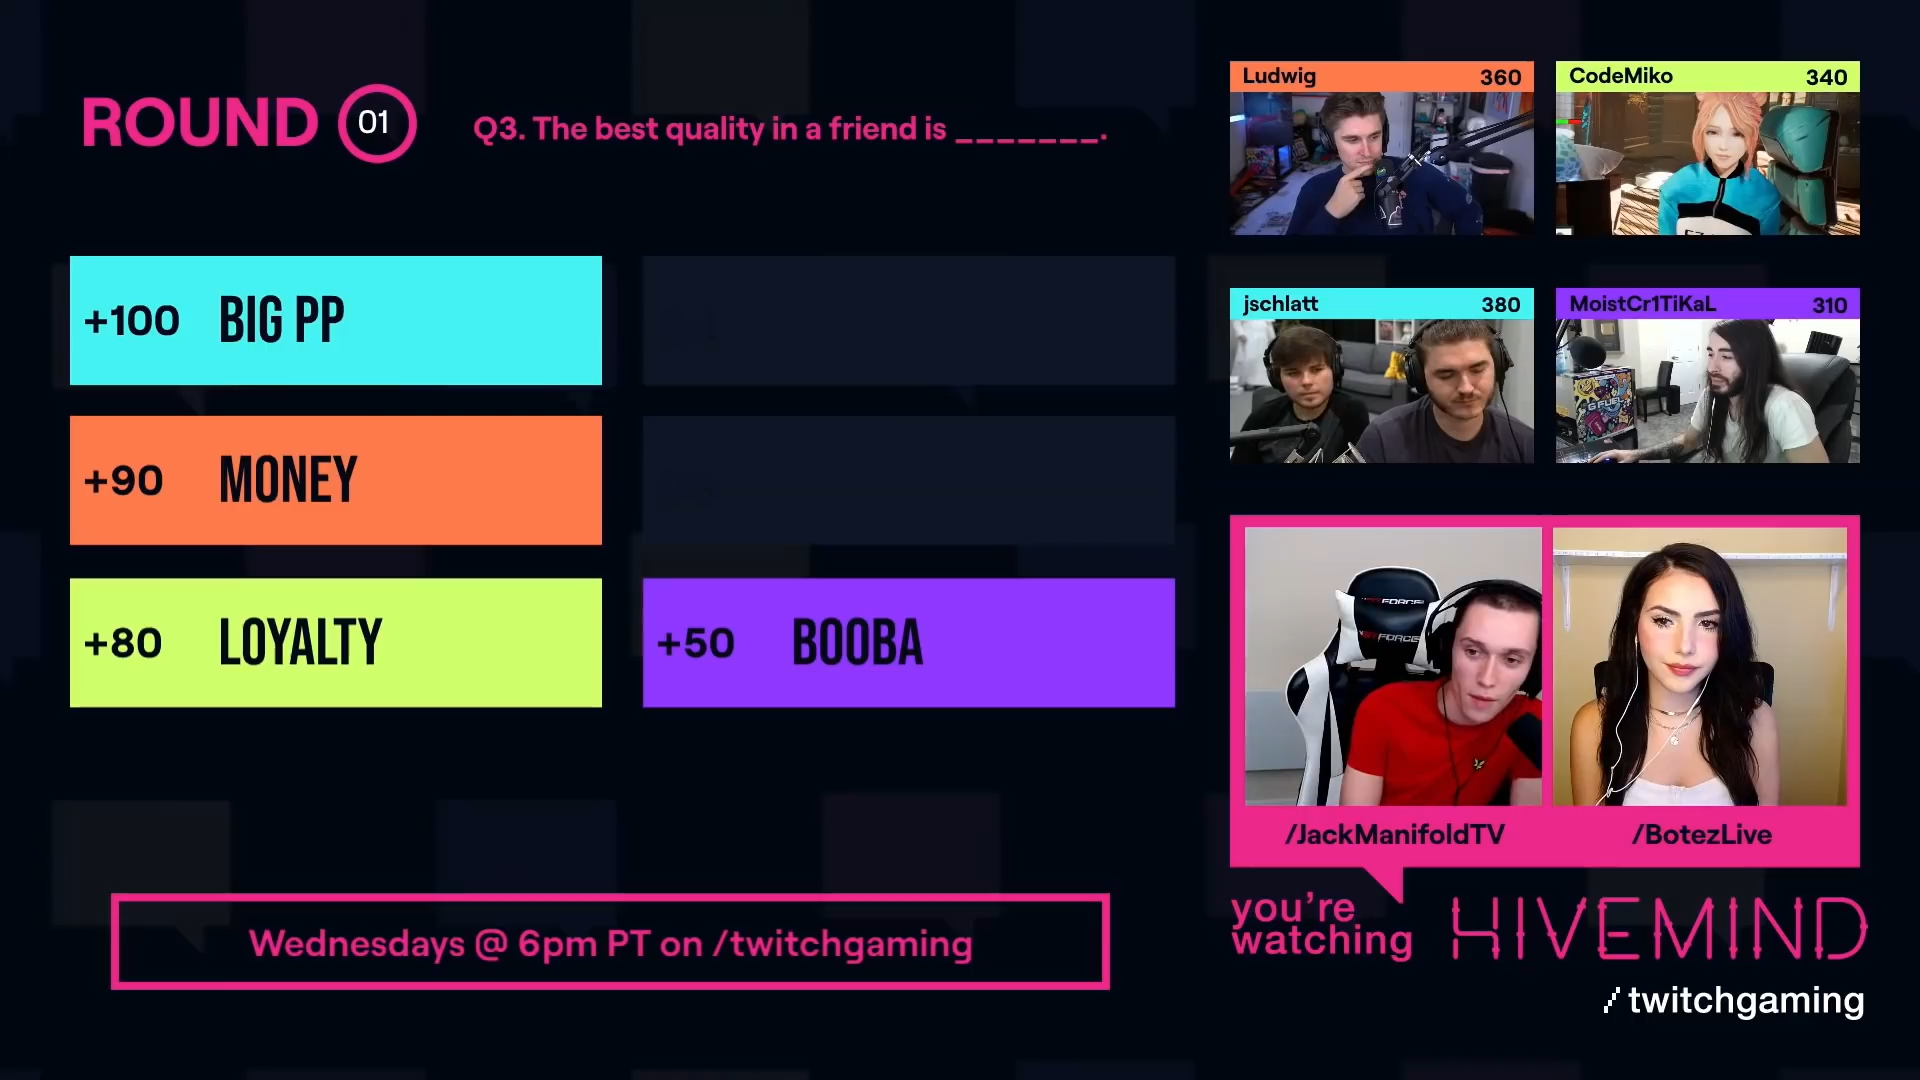 ROUND 01
Q3. The best quality in a friend is _______.
+100 BIG PP
+90 MONEY
+80 LOYALTY
+50 BOOBA
Wednesdays @ 6pm PT on /twitchgaming
Ludwig 360
CodeMiko 340
jschlatt 380
MoistCr1TiKaL 310
G FUEL
/JackManifoldTV
/BotezLive
you're
watching
HIVEMIND
/twitchgaming